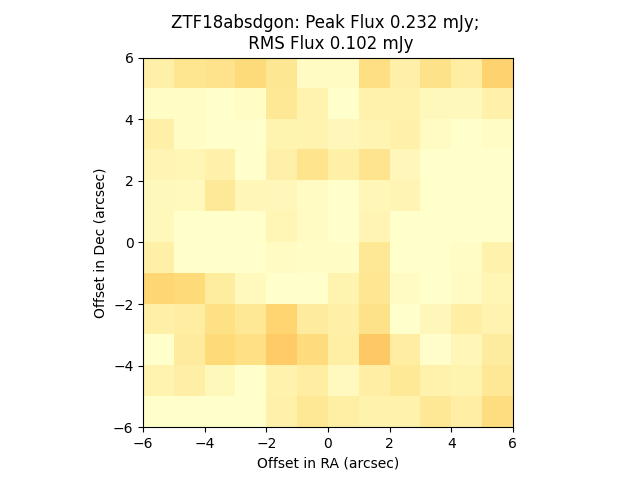 ZTF18absdgon: Peak Flux 0.232 mJy;
RMS Flux 0.102 mJy
6
4
2
0
−2
−4
−6
Offset in Dec (arcsec)
−6 −4 −2 0 2 4 6
Offset in RA (arcsec)